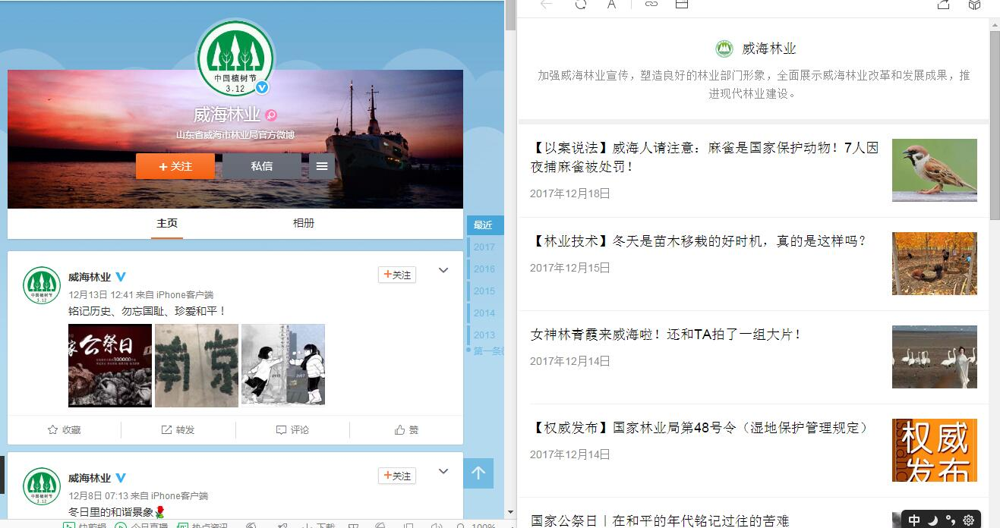 中国植树节
3.12
威海林业
山东省威海市林业局官方微博
+ 关注
私信
主页
相册
最近
2017
2016
2015
2014
2013
威海林业
+关注
12月13日 12:41 来自 iPhone客户端
铭记历史、勿忘国耻、珍爱和平！
公祭日
300000
南京
1937
2017
收藏
转发
评论
赞
威海林业
+关注
12月8日 07:13 来自 iPhone客户端
冬日里的和谐景象
快剪辑
今日直播
热点资讯
下载
100%
威海林业
加强威海林业宣传，塑造良好的林业部门形象，全面展示威海林业改革和发展成果，推
进现代林业建设。
【以案说法】威海人请注意：麻雀是国家保护动物！7人因
夜捕麻雀被处罚！
2017年12月18日
【林业技术】冬天是苗木移栽的好时机，真的是这样吗？
2017年12月15日
女神林青霞来威海啦！还和TA拍了一组大片！
2017年12月14日
【权威发布】国家林业局第48号令（湿地保护管理规定）
2017年12月14日
权威
发布
国家公祭日｜在和平的年代铭记过往的苦难
中